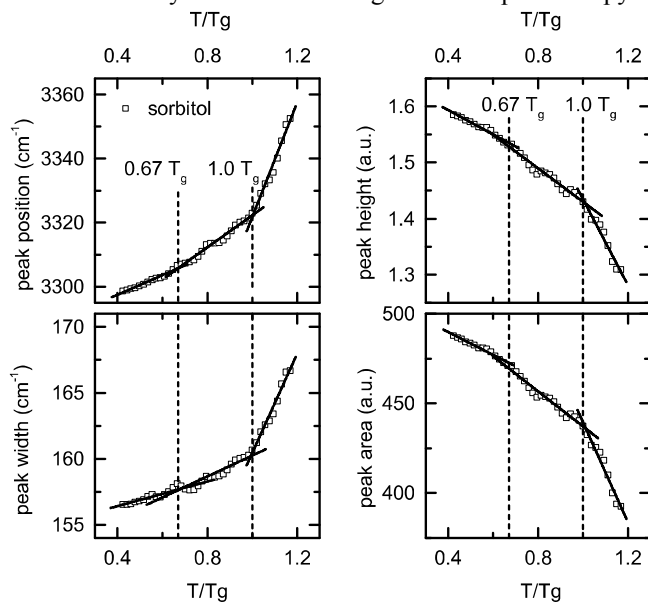 T/Tg
0.4 0.8 1.2
3360
3340
3320
3300
peak position (cm-1)
sorbitol
0.67 Tg
1.0 Tg
T/Tg
0.4 0.8 1.2
1.6
1.5
1.4
1.3
peak height (a.u.)
0.67 Tg
1.0 Tg
170
165
160
155
peak width (cm-1)
0.4 0.8 1.2
T/Tg
500
450
400
peak area (a.u.)
0.4 0.8 1.2
T/Tg